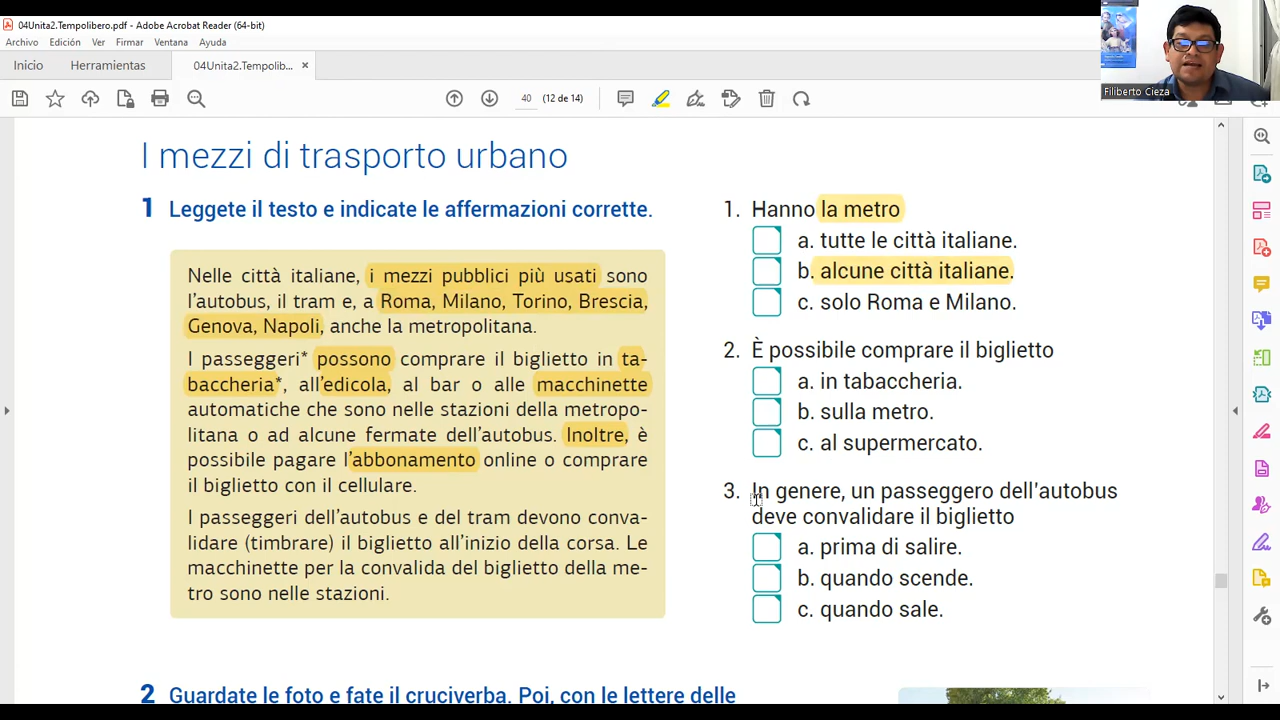 04Unita2.Tempolibero.pdf - Adobe Acrobat Reader (64-bit)
Archivo Edición Ver Firmar Ventana Ayuda
Inicio Herramientas 04Unita2.Tempolib... ×
40 (12 de 14)
Filiberto Cieza
I mezzi di trasporto urbano
1 Leggete il testo e indicate le affermazioni corrette.
Nelle città italiane, i mezzi pubblici più usati sono
l'autobus, il tram e, a Roma, Milano, Torino, Brescia,
Genova, Napoli, anche la metropolitana.
I passeggeri* possono comprare il biglietto in ta-
baccheria*, all'edicola, al bar o alle macchinette
automatiche che sono nelle stazioni della metropo-
litana o ad alcune fermate dell'autobus. Inoltre, è
possibile pagare l'abbonamento online o comprare
il biglietto con il cellulare.
I passeggeri dell'autobus e del tram devono conva-
lidare (timbrare) il biglietto all'inizio della corsa. Le
macchinette per la convalida del biglietto della me-
tro sono nelle stazioni.
1. Hanno la metro
a. tutte le città italiane.
b. alcune città italiane.
c. solo Roma e Milano.
2. È possibile comprare il biglietto
a. in tabaccheria.
b. sulla metro.
c. al supermercato.
3. In genere, un passeggero dell'autobus
deve convalidare il biglietto
a. prima di salire.
b. quando scende.
c. quando sale.
2 Guardate le foto e fate il cruciverba. Poi, con le lettere delle